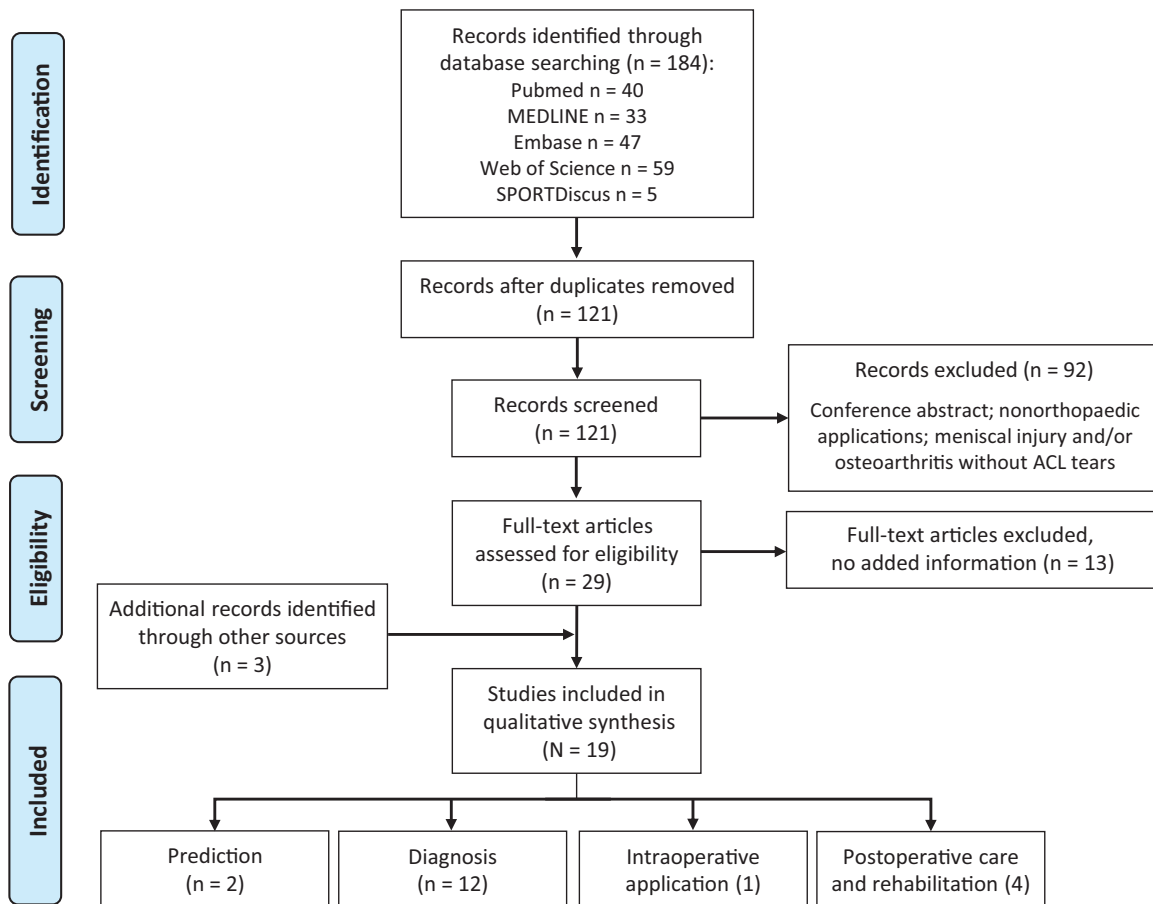 Identification
Records identified through
database searching (n = 184):
Pubmed n = 40
MEDLINE n = 33
Embase n = 47
Web of Science n = 59
SPORTDiscus n = 5
Screening
Records after duplicates removed
(n = 121)
Records screened
(n = 121)
Records excluded (n = 92)
Conference abstract; nonorthopaedic
applications; meniscal injury and/or
osteoarthritis without ACL tears
Eligibility
Full-text articles
assessed for eligibility
(n = 29)
Full-text articles excluded,
no added information (n = 13)
Additional records identified
through other sources
(n = 3)
Included
Studies included in
qualitative synthesis
(N = 19)
Prediction
(n = 2)
Diagnosis
(n = 12)
Intraoperative
application (1)
Postoperative care
and rehabilitation (4)